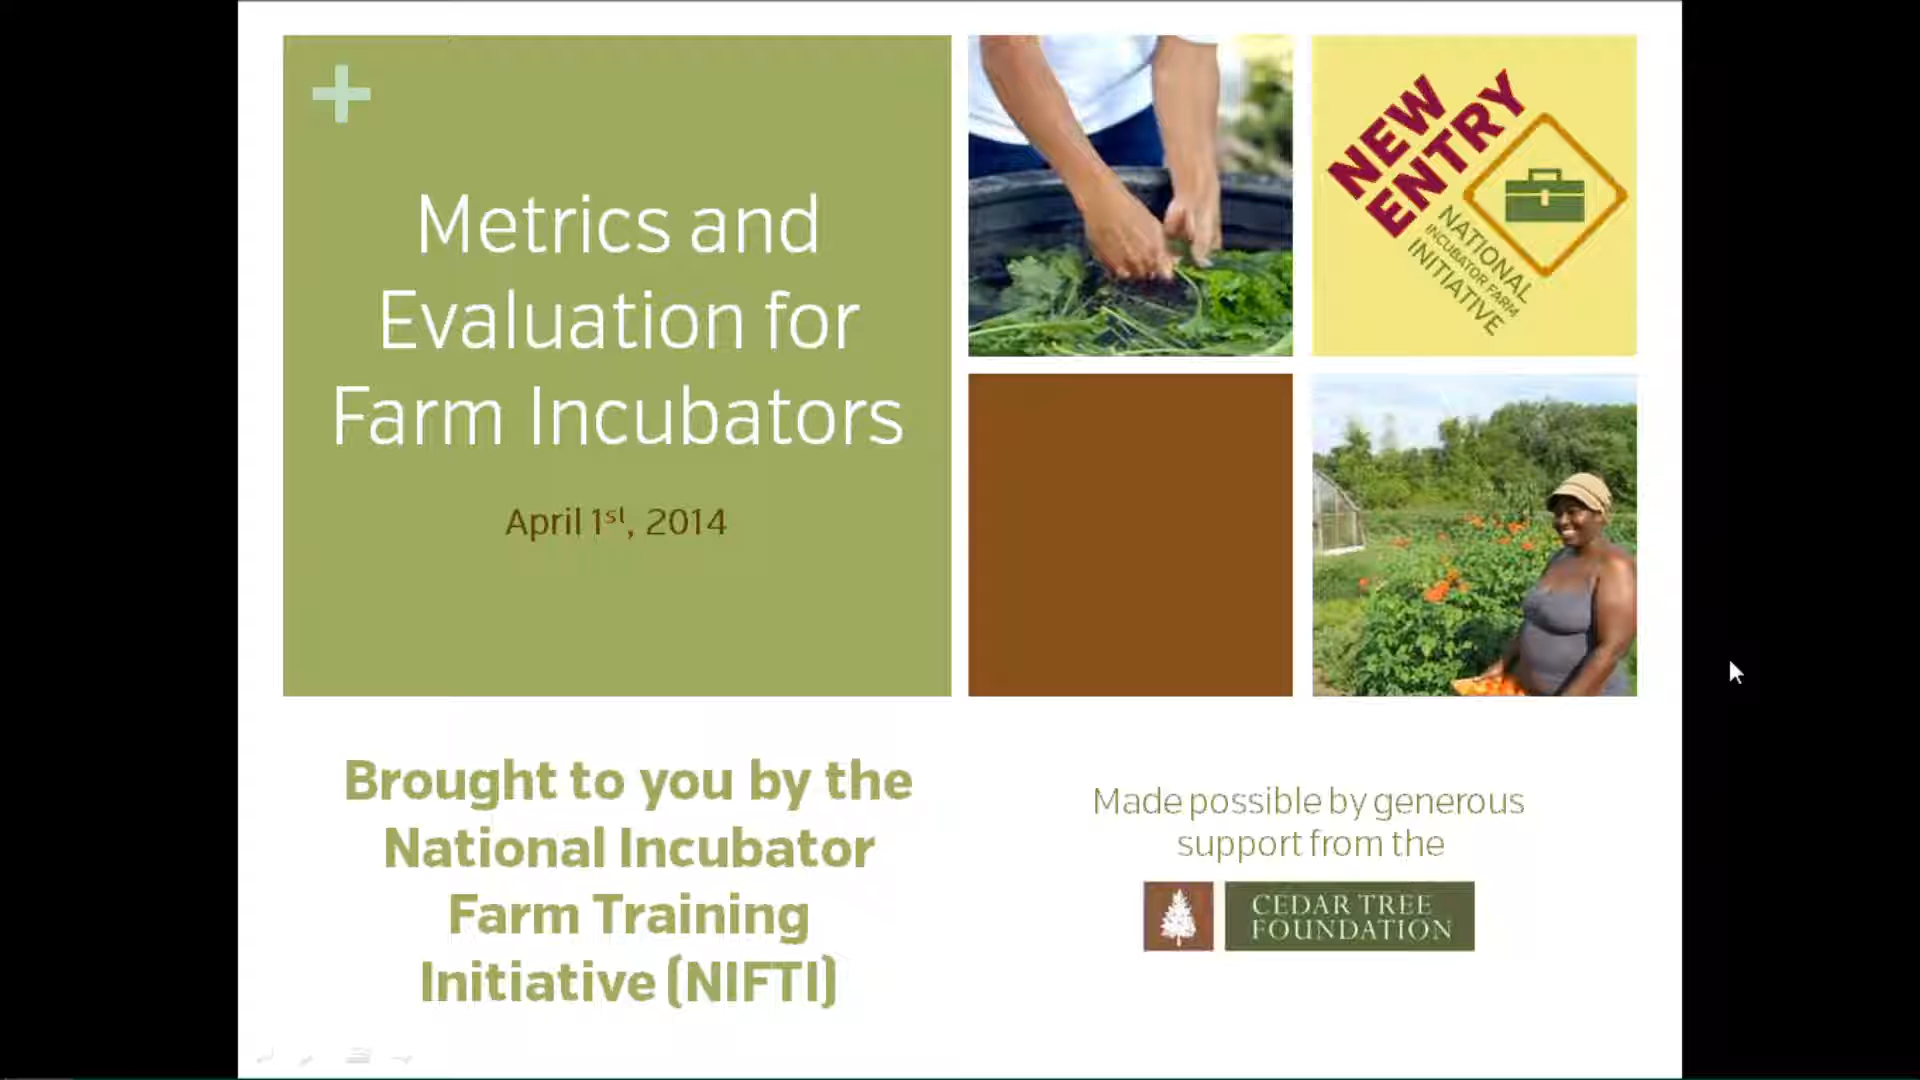 +
Metrics and
Evaluation for
Farm Incubators
April 1st, 2014
NEW
ENTRY
NATIONAL
INCUBATOR FARM
INITIATIVE
Brought to you by the
National Incubator
Farm Training
Initiative (NIFTI)
Made possible by generous
support from the
CEDAR TREE
FOUNDATION